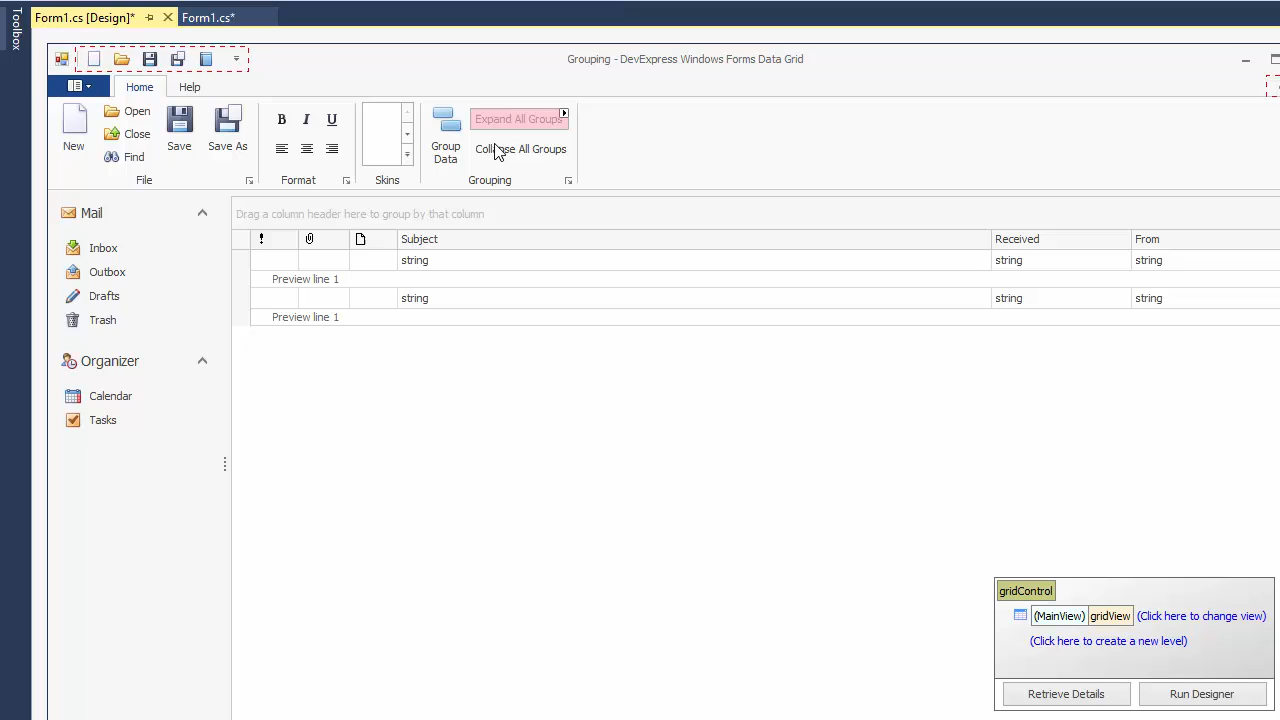 Toolbox
Form1.cs [Design]*
Form1.cs*
Grouping - DevExpress Windows Forms Data Grid
Home
Help
New
Open
Close
Find
Save
Save As
File
B I U
Format
Skins
Group
Data
Expand All Groups
Collapse All Groups
Grouping
Mail
Inbox
Outbox
Drafts
Trash
Organizer
Calendar
Tasks
Drag a column header here to group by that column
! Subject Received From
string string string
Preview line 1
string string string
Preview line 1
gridControl
(MainView) gridView (Click here to change view)
(Click here to create a new level)
Retrieve Details
Run Designer